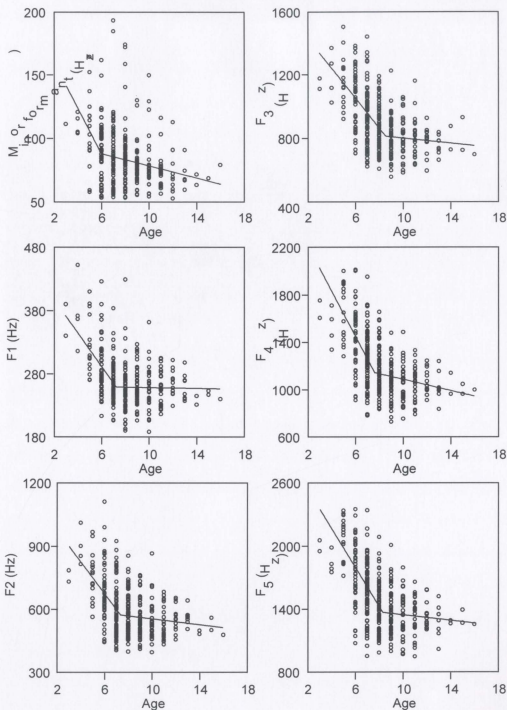 200
150
100
50
Minor formant (Hz)
2 6 10 14 18
Age
1600
1200
800
400
F3 (Hz)
2 6 10 14 18
Age
480
380
280
180
F1 (Hz)
2 6 10 14 18
Age
2200
1800
1400
1000
600
F4 (Hz)
2 6 10 14 18
Age
1200
900
600
300
F2 (Hz)
2 6 10 14 18
Age
2600
2000
1400
800
F5 (Hz)
2 6 10 14 18
Age